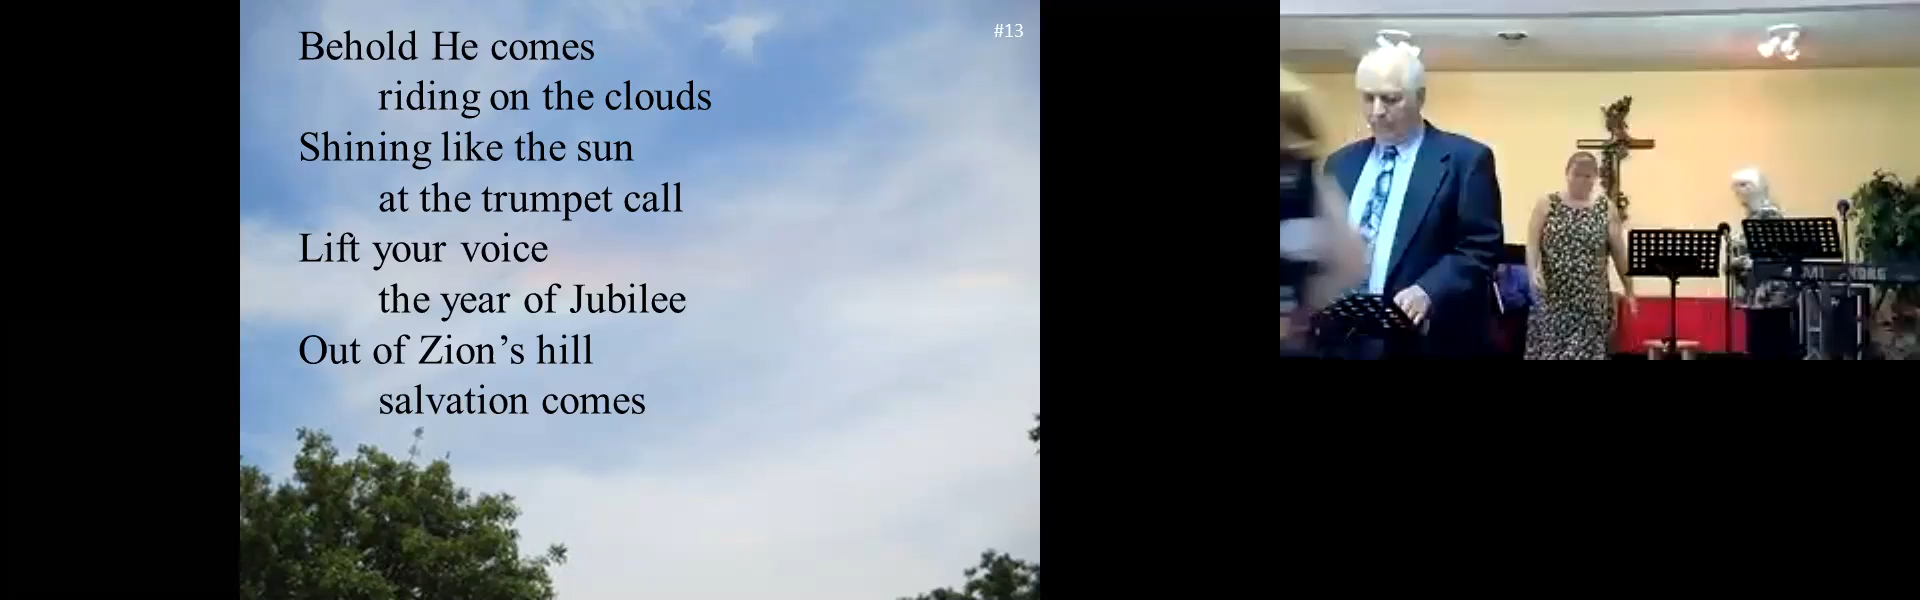 #13
Behold He comes
riding on the clouds
Shining like the sun
at the trumpet call
Lift your voice
the year of Jubilee
Out of Zion’s hill
salvation comes
KORG